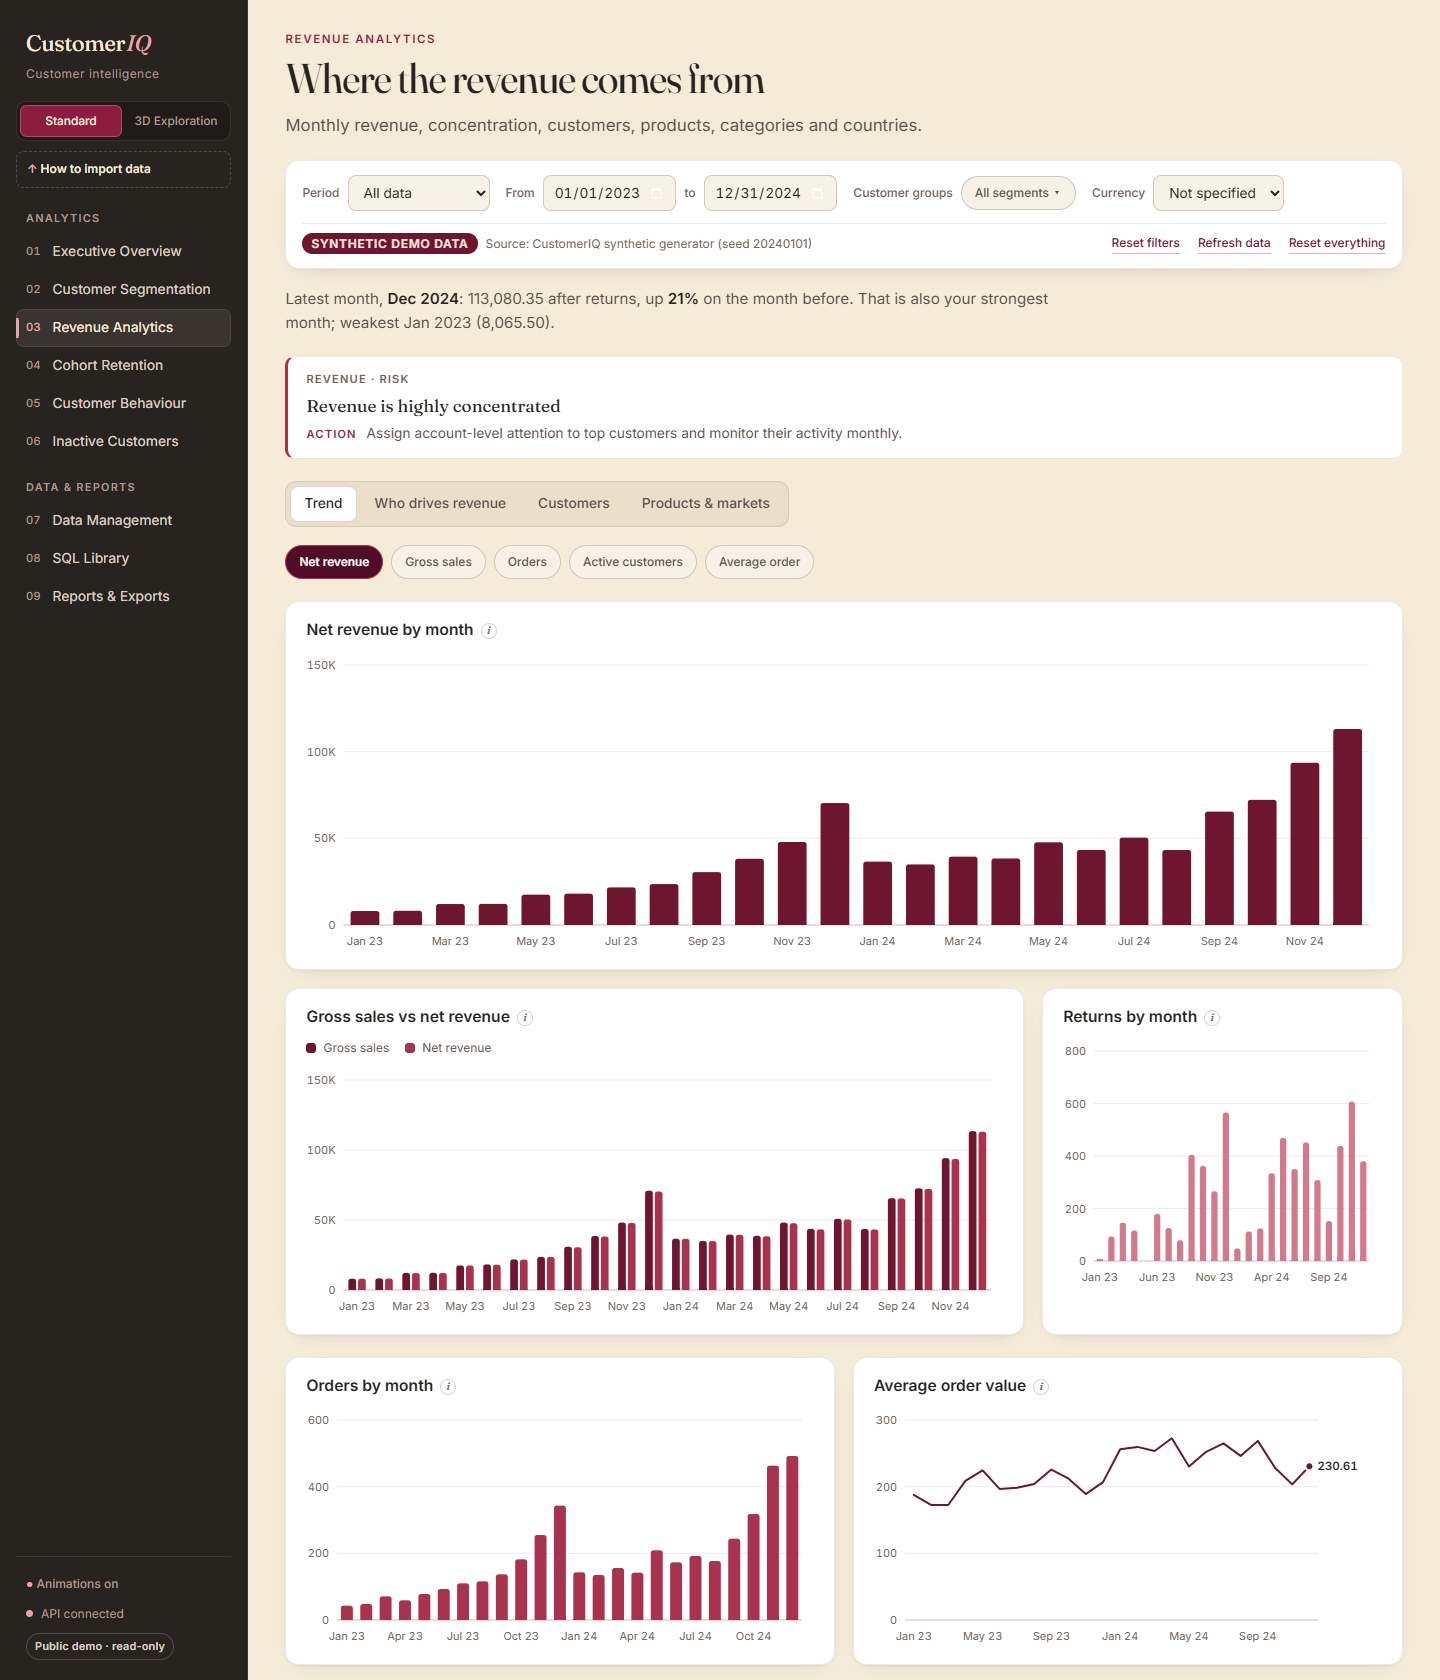 CustomerIQ
Customer intelligence
Standard
3D Exploration
↑ How to import data
ANALYTICS
01 Executive Overview
02 Customer Segmentation
03 Revenue Analytics
04 Cohort Retention
05 Customer Behaviour
06 Inactive Customers
DATA & REPORTS
07 Data Management
08 SQL Library
09 Reports & Exports
Animations on
API connected
Public demo · read-only
REVENUE ANALYTICS
Where the revenue comes from
Monthly revenue, concentration, customers, products, categories and countries.
Period All data From 01/01/2023 to 12/31/2024 Customer groups All segments Currency Not specified
SYNTHETIC DEMO DATA Source: CustomerIQ synthetic generator (seed 20240101) Reset filters Refresh data Reset everything
Latest month, Dec 2024: 113,080.35 after returns, up 21% on the month before. That is also your strongest
month; weakest Jan 2023 (8,065.50).
REVENUE · RISK
Revenue is highly concentrated
ACTION Assign account-level attention to top customers and monitor their activity monthly.
Trend Who drives revenue Customers Products & markets
Net revenue Gross sales Orders Active customers Average order
Net revenue by month i
150K
100K
50K
0
Jan 23 Mar 23 May 23 Jul 23 Sep 23 Nov 23 Jan 24 Mar 24 May 24 Jul 24 Sep 24 Nov 24
Gross sales vs net revenue i
Gross sales Net revenue
150K
100K
50K
0
Jan 23 Mar 23 May 23 Jul 23 Sep 23 Nov 23 Jan 24 Mar 24 May 24 Jul 24 Sep 24 Nov 24
Returns by month i
800
600
400
200
0
Jan 23 Jun 23 Nov 23 Apr 24 Sep 24
Orders by month i
600
400
200
0
Jan 23 Apr 23 Jul 23 Oct 23 Jan 24 Apr 24 Jul 24 Oct 24
Average order value i
300
200
100
0
230.61
Jan 23 May 23 Sep 23 Jan 24 May 24 Sep 24